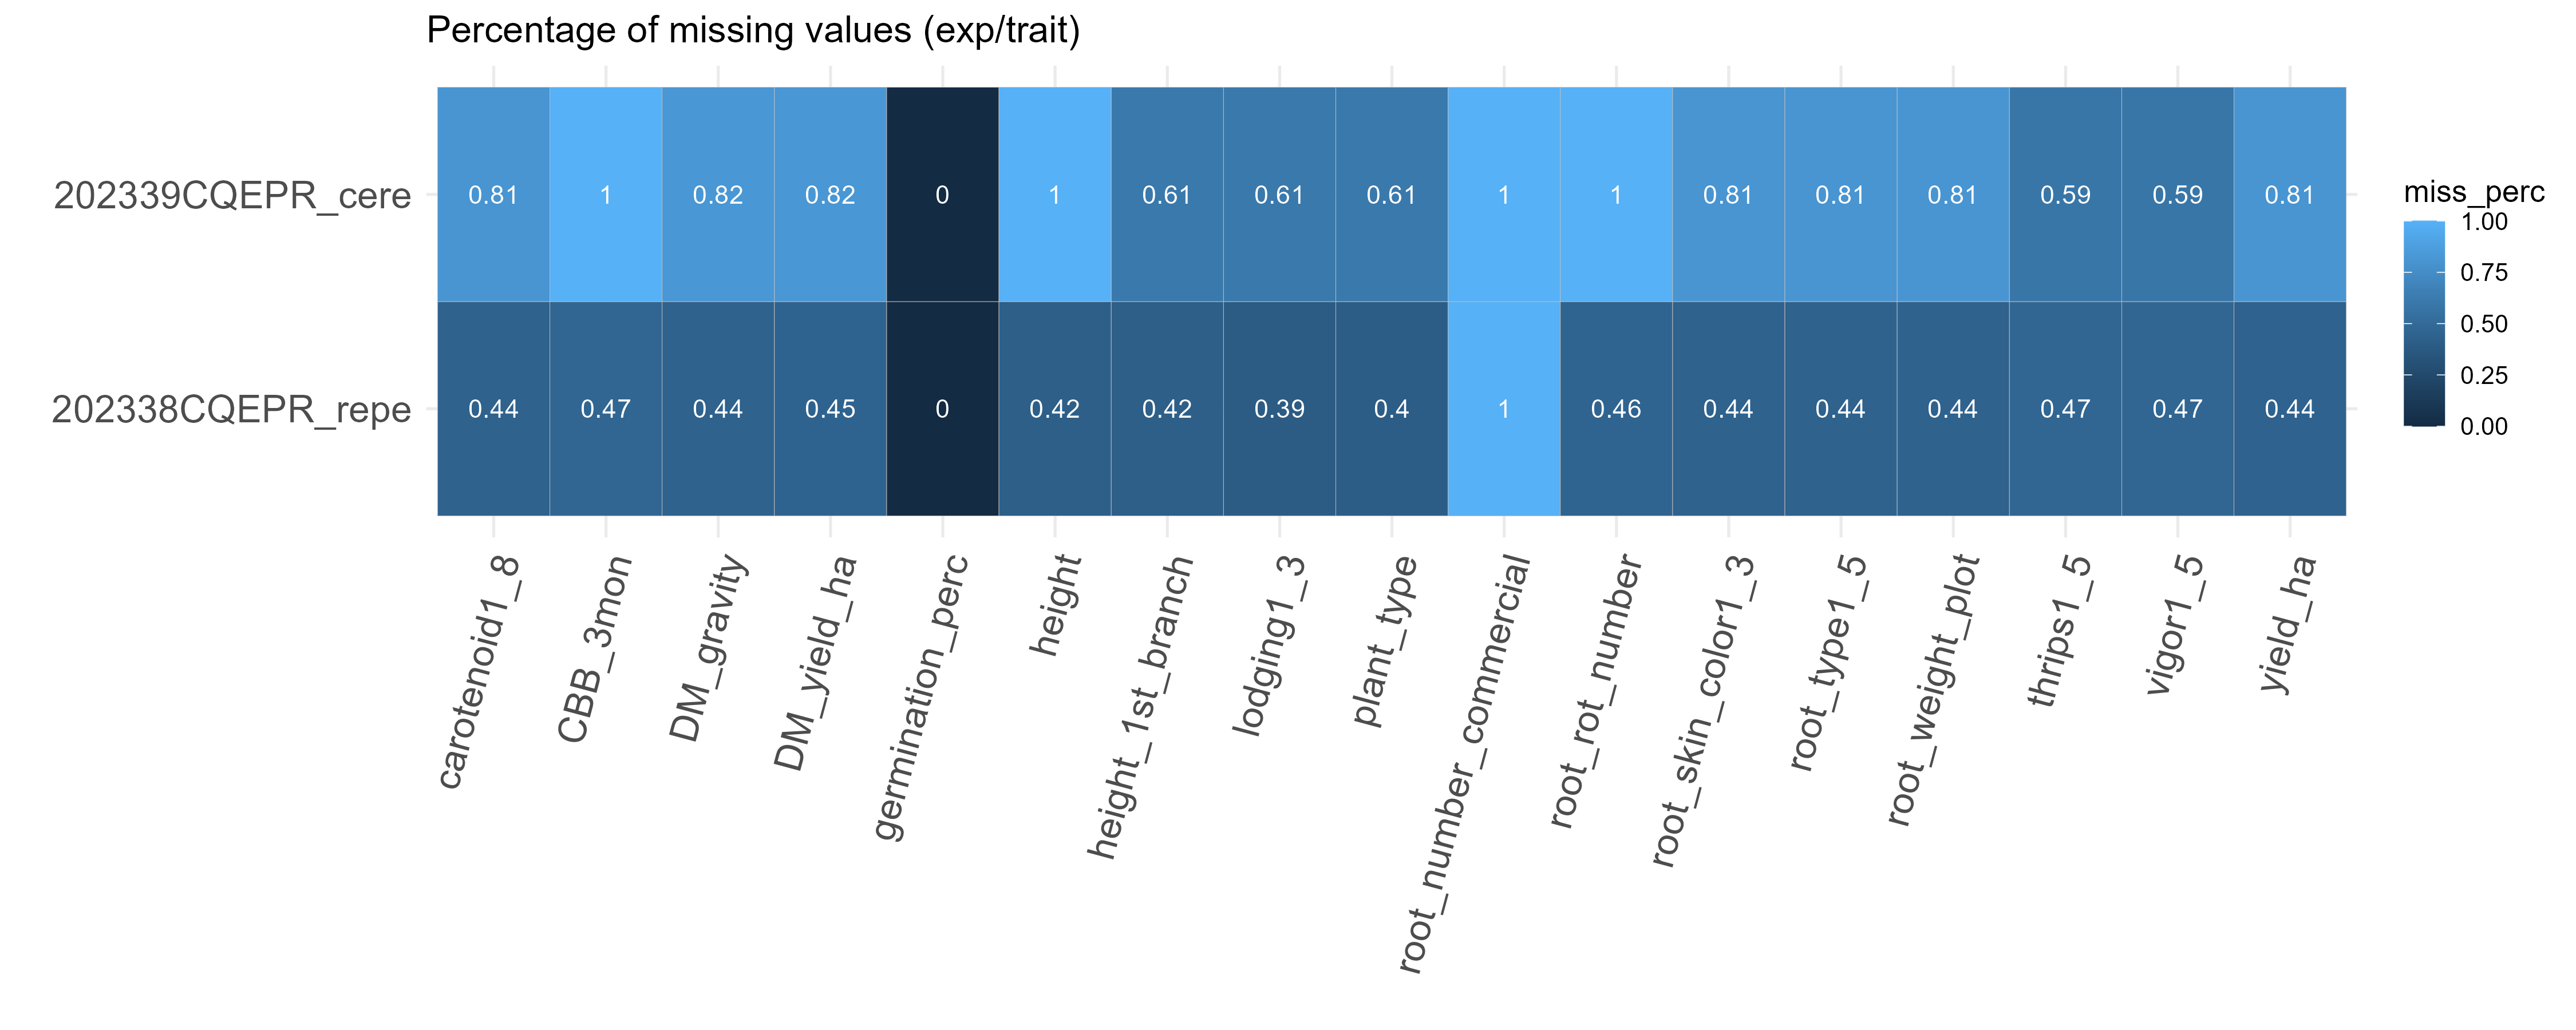 Percentage of missing values (exp/trait)
202339CQEPR_cere
0.81 1 0.82 0.82 0 1 0.61 0.61 0.61 1 1 0.81 0.81 0.81 0.59 0.59 0.81
202338CQEPR_repe
0.44 0.47 0.44 0.45 0 0.42 0.42 0.39 0.4 1 0.46 0.44 0.44 0.44 0.47 0.47 0.44
carotenoid1_8
CBB_3mon
DM_gravity
DM_yield_ha
germination_perc
height
height_1st_branch
lodging1_3
plant_type
root_number_commercial
root_rot_number
root_skin_color1_3
root_type1_5
root_weight_plot
thrips1_5
vigor1_5
yield_ha
miss_perc
1.00
0.75
0.50
0.25
0.00